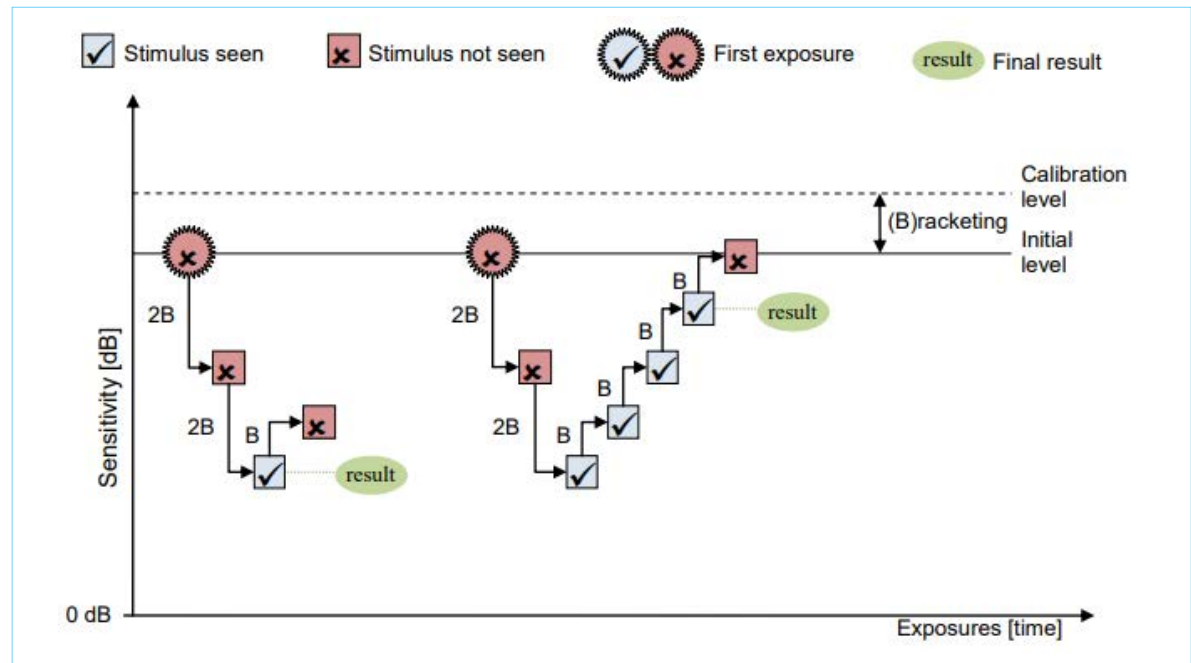 Stimulus seen
Stimulus not seen
First exposure
result
Final result
Calibration
level
(B)racketing
Initial
level
2B
2B
B
B
2B
result
B
2B
B
B
2B
B
result
Sensitivity [dB]
0 dB
Exposures [time]